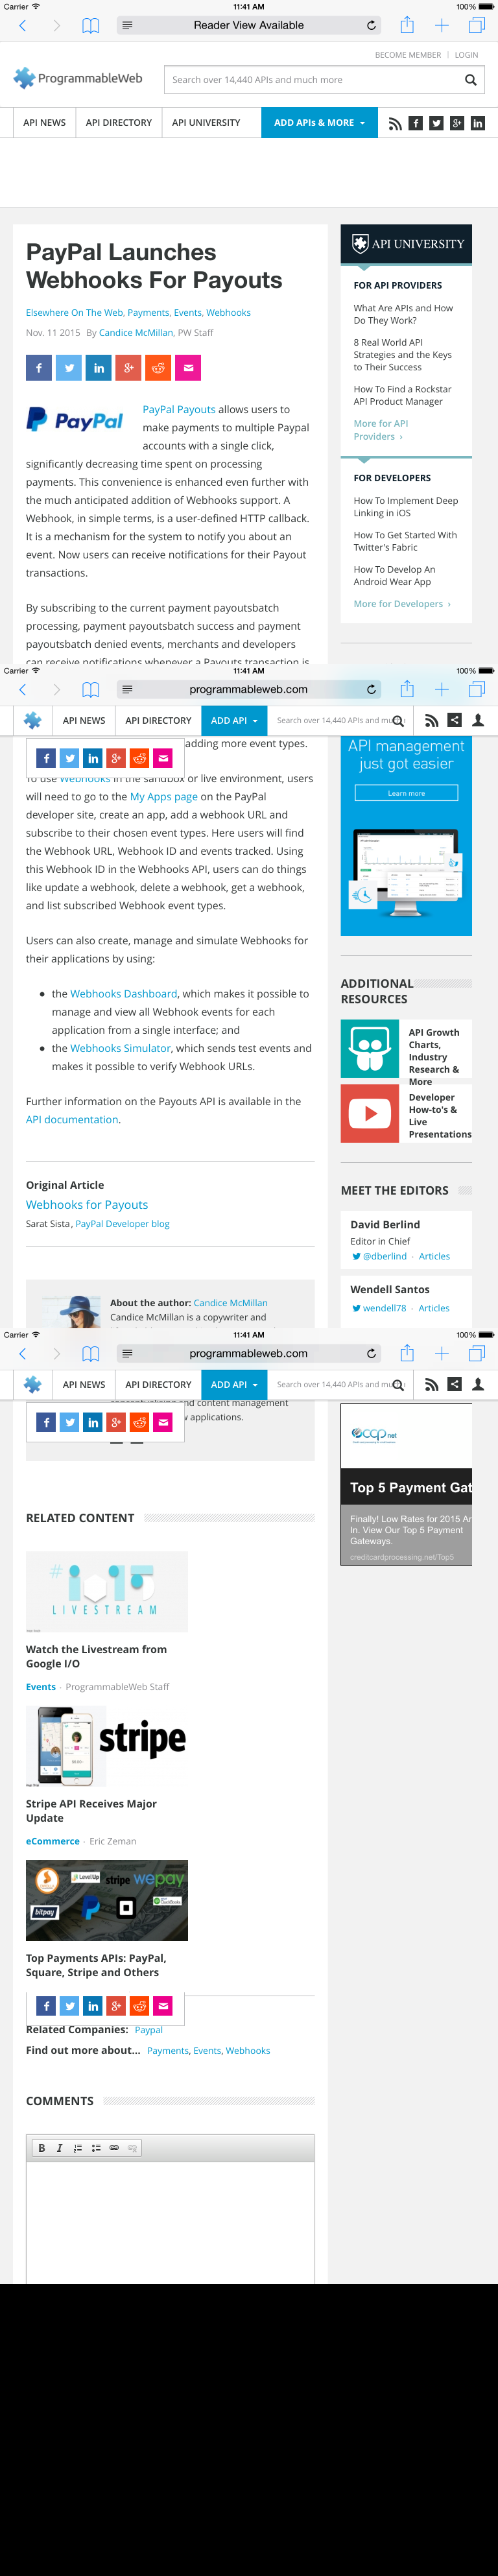 Carrier 11:41 AM 100%
Reader View Available
BECOME MEMBER | LOGIN
ProgrammableWeb
Search over 14,440 APIs and much more
API NEWS API DIRECTORY API UNIVERSITY ADD APIs & MORE
PayPal Launches
Webhooks For Payouts
Elsewhere On The Web, Payments, Events, Webhooks
Nov. 11 2015 By Candice McMillan, PW Staff
PayPal
PayPal Payouts allows users to
make payments to multiple Paypal
accounts with a single click,
significantly decreasing time spent on processing
payments. This convenience is enhanced even further with
the much anticipated addition of Webhooks support. A
Webhook, in simple terms, is a user-defined HTTP callback.
It is a mechanism for the system to notify you about an
event. Now users can receive notifications for their Payout
transactions.
By subscribing to the current payment payoutsbatch
processing, payment payoutsbatch success and payment
payoutsbatch denied events, merchants and developers
can receive notifications whenever a Payouts transaction is
API UNIVERSITY
FOR API PROVIDERS
What Are APIs and How
Do They Work?
8 Real World API
Strategies and the Keys
to Their Success
How To Find a Rockstar
API Product Manager
More for API
Providers ›
FOR DEVELOPERS
How To Implement Deep
Linking in iOS
How To Get Started With
Twitter's Fabric
How To Develop An
Android Wear App
More for Developers ›
Carrier 11:41 AM 100%
programmableweb.com
API NEWS API DIRECTORY ADD API Search over 14,440 APIs and mu
adding more event types.
To use Webhooks in the sandbox or live environment, users
will need to go to the My Apps page on the PayPal
developer site, create an app, add a webhook URL and
subscribe to their chosen event types. Here users will find
the Webhook URL, Webhook ID and events tracked. Using
this Webhook ID in the Webhook API, users can do things
like update a webhook, delete a webhook, get a webhook,
and list subscribed Webhook event types.
Users can also create, manage and simulate Webhooks for
their applications by using:
• the Webhooks Dashboard, which makes it possible to
manage and view all Webhook events for each
application from a single interface; and
• the Webhooks Simulator, which sends test events and
makes it possible to verify Webhook URLs.
Further information on the Payouts API is available in the
API documentation.
Original Article
Webhooks for Payouts
Sarat Sista, PayPal Developer blog
About the author: Candice McMillan
Candice McMillan is a copywriter and
API management
just got easier
Learn more
ADDITIONAL
RESOURCES
API Growth
Charts,
Industry
Research &
More
Developer
How-to's &
Live
Presentations
MEET THE EDITORS
David Berlind
Editor in Chief
@dberlind · Articles
Wendell Santos
wendell78 · Articles
Carrier 11:41 AM 100%
programmableweb.com
API NEWS API DIRECTORY ADD API Search over 14,440 APIs and mu
and content management
applications.
ccp net
Top 5 Payment Gat
Finally! Low Rates for 2015 Ar
In. View Our Top 5 Payment
Gateways.
creditcardprocessing.net/Top5
RELATED CONTENT
#io15
LIVESTREAM
Watch the Livestream from
Google I/O
Events - ProgrammableWeb Staff
stripe
Stripe API Receives Major
Update
eCommerce - Eric Zeman
LevelUp stripe wepay
bitpay
Top Payments APIs: PayPal,
Square, Stripe and Others
Related Companies: Paypal
Find out more about... Payments, Events, Webhooks
COMMENTS
B I